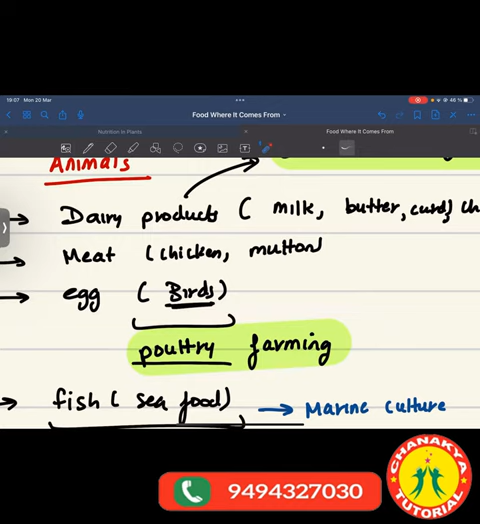 19:07 Mon 20 Mar
46 %
Food Where It Comes From
Nutrition In Plants
Food Where It Comes From
Animals
→ Dairy products ( milk, butter, curd, ch
→ Meat (chicken, mutton)
→ egg ( Birds)
poultry farming
→ fish ( sea food) → Marine culture
9494327030
CHANAKYA
TUTORIAL